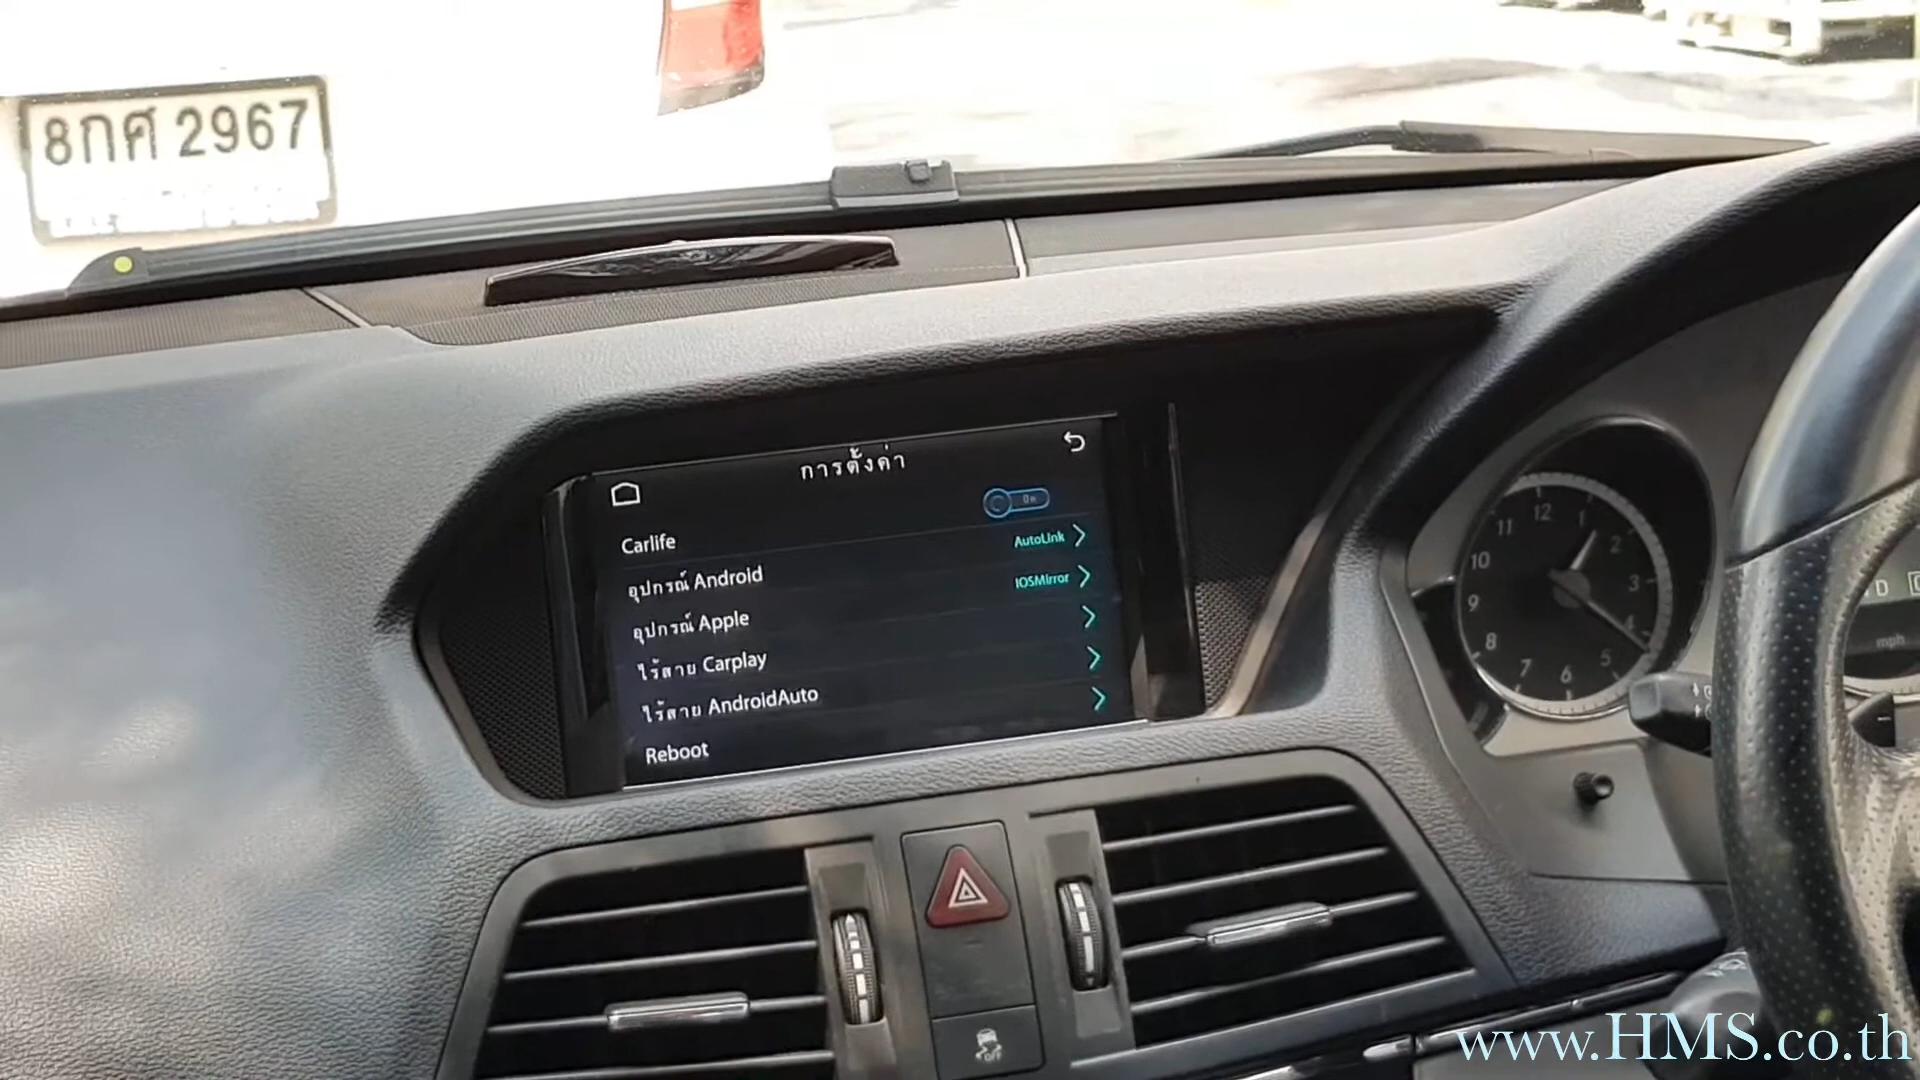 8กศ 2967
การตั้งค่า
On
Carlife
AutoLink
อุปกรณ์ Android
IOSMirror
อุปกรณ์ Apple
ไร้สาย Carplay
ไร้สาย AndroidAuto
Reboot
12
1
2
3
4
5
6
7
8
9
10
11
D
mph
OFF
www.HMS.co.th